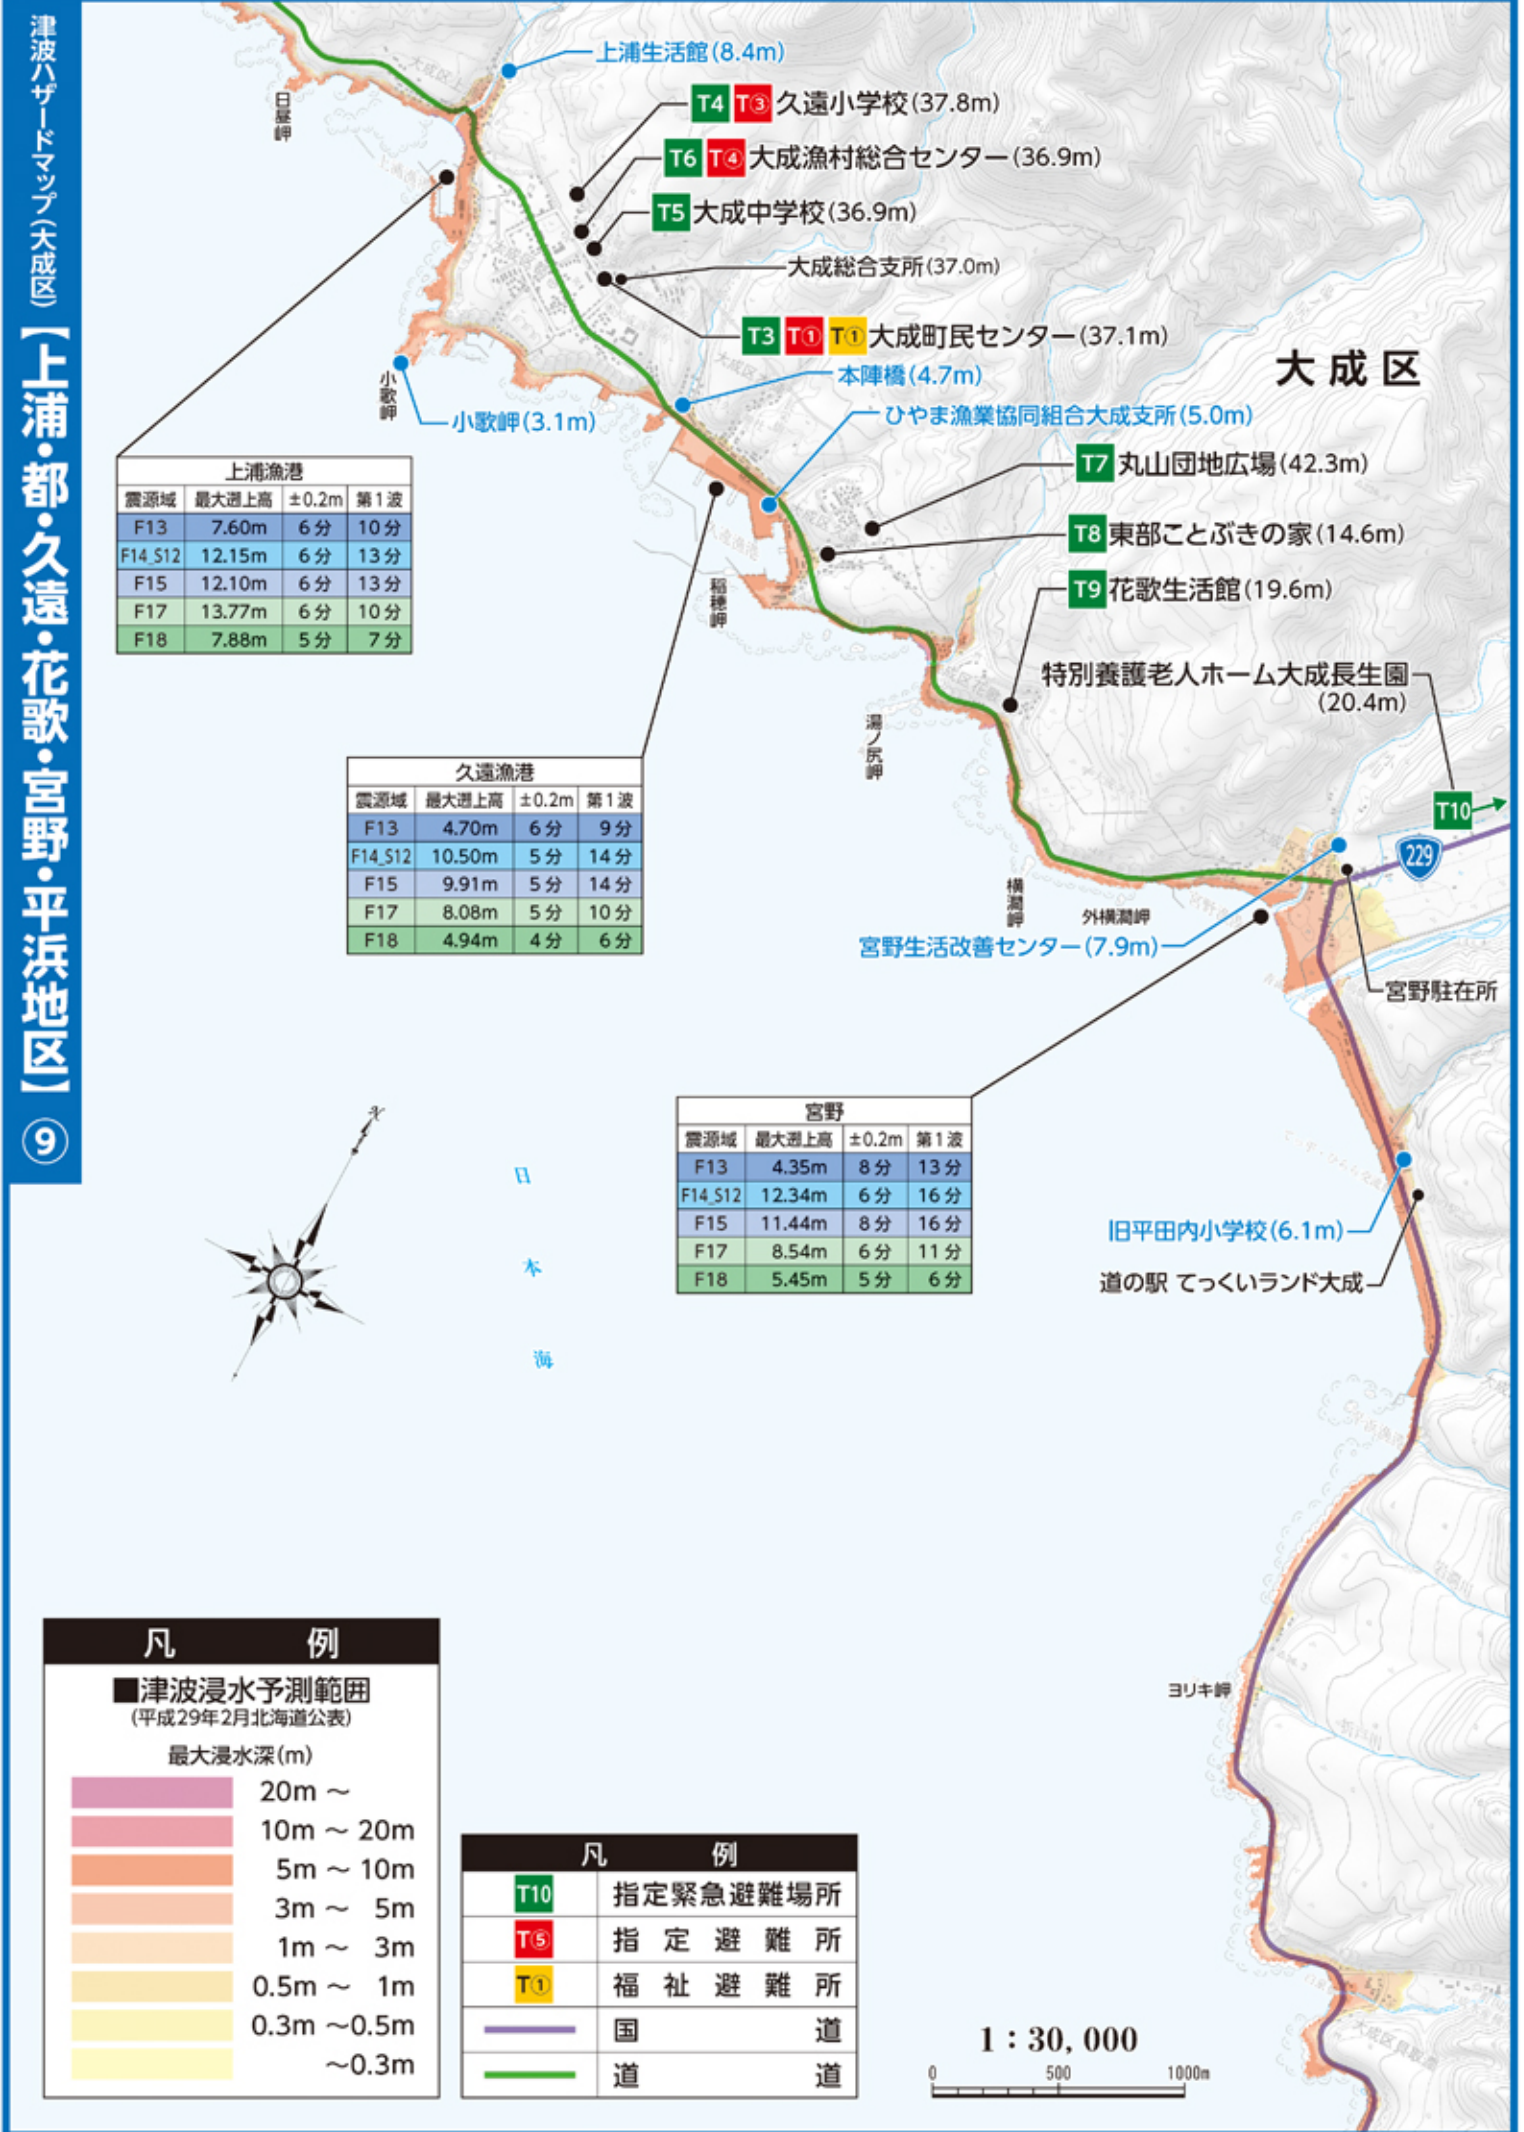 津波ハザードマップ(大成区)【上浦・都・久遠・花歌・宮野・平浜地区】⑨
上浦生活館(8.4m)
T4 T③ 久遠小学校(37.8m)
T6 T④ 大成漁村総合センター(36.9m)
T5 大成中学校(36.9m)
大成総合支所(37.0m)
T3 T① T① 大成町民センター(37.1m)
本陣橋(4.7m)
ひやま漁業協同組合大成支所(5.0m)
大成区
小歌岬
小歌岬(3.1m)
T7 丸山団地広場(42.3m)
T8 東部ことぶきの家(14.6m)
T9 花歌生活館(19.6m)
特別養護老人ホーム大成長生園
(20.4m)
T10
229
日昼岬
稲穂岬
湯ノ尻岬
横澗岬
外横澗岬
宮野生活改善センター(7.9m)
宮野駐在所
旧平田内小学校(6.1m)
道の駅 てっくいランド大成
ヨリキ岬
日本海
上浦漁港
震源域 最大遡上高 ±0.2m 第1波
F13 7.60m 6分 10分
F14_S12 12.15m 6分 13分
F15 12.10m 6分 13分
F17 13.77m 6分 10分
F18 7.88m 5分 7分
久遠漁港
震源域 最大遡上高 ±0.2m 第1波
F13 4.70m 6分 9分
F14_S12 10.50m 5分 14分
F15 9.91m 5分 14分
F17 8.08m 5分 10分
F18 4.94m 4分 6分
宮野
震源域 最大遡上高 ±0.2m 第1波
F13 4.35m 8分 13分
F14_S12 12.34m 6分 16分
F15 11.44m 8分 16分
F17 8.54m 6分 11分
F18 5.45m 5分 6分
凡例
■津波浸水予測範囲
(平成29年2月北海道公表)
最大浸水深(m)
20m ～
10m ～ 20m
5m ～ 10m
3m ～ 5m
1m ～ 3m
0.5m ～ 1m
0.3m ～0.5m
～0.3m
凡例
T10 指定緊急避難場所
T⑤ 指定避難所
T① 福祉避難所
国道
道道
1：30,000
0 500 1000m